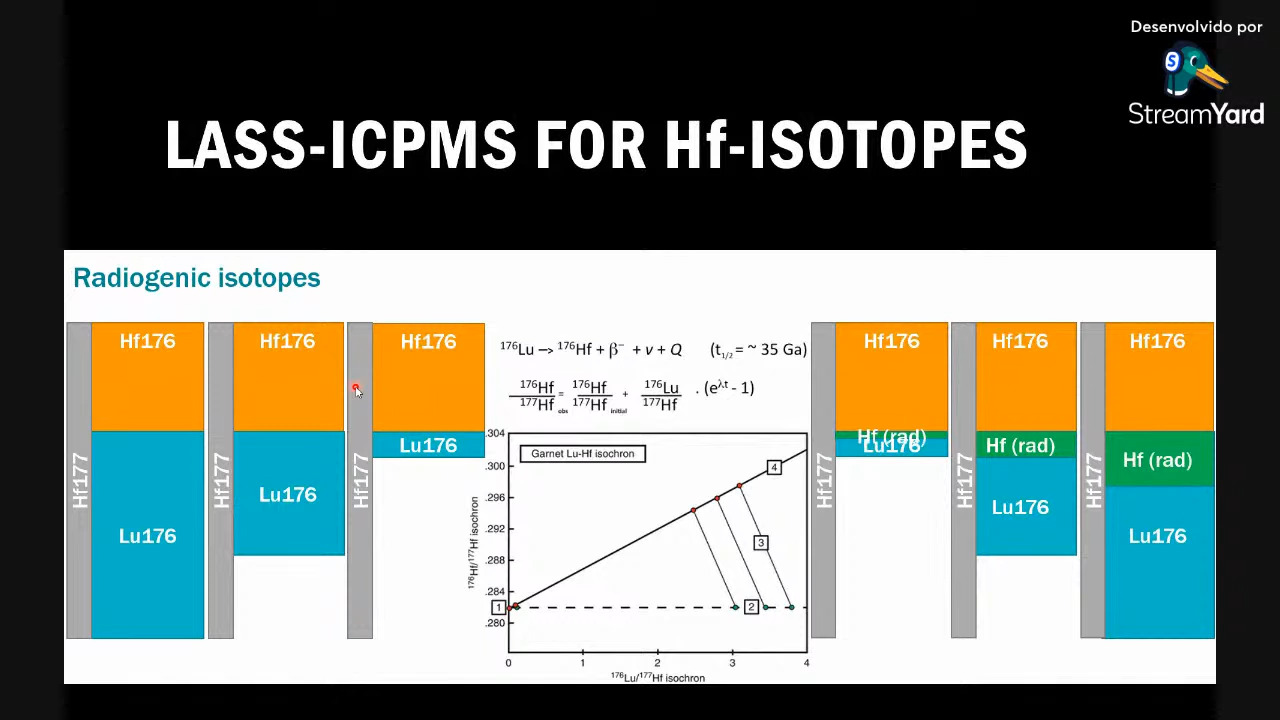 Desenvolvido por
StreamYard
LASS-ICPMS FOR Hf-ISOTOPES
Radiogenic isotopes
Hf177
Hf176
Lu176
Hf177
Hf176
Lu176
Hf177
Hf176
Lu176
¹⁷⁶Lu –> ¹⁷⁶Hf + β⁻ + ν + Q (t₁/₂ = ~ 35 Ga)
¹⁷⁶Hf/¹⁷⁷Hf obs = ¹⁷⁶Hf/¹⁷⁷Hf initial + ¹⁷⁶Lu/¹⁷⁷Hf . (e^λt - 1)
Garnet Lu-Hf isochron
.304
.300
.296
.292
.288
.284
.280
¹⁷⁶Hf/¹⁷⁷Hf isochron
1
2
3
4
0 1 2 3 4
¹⁷⁶Lu/¹⁷⁷Hf isochron
Hf177
Hf176
Hf (rad)
Lu176
Hf177
Hf176
Hf (rad)
Lu176
Hf177
Hf176
Hf (rad)
Lu176